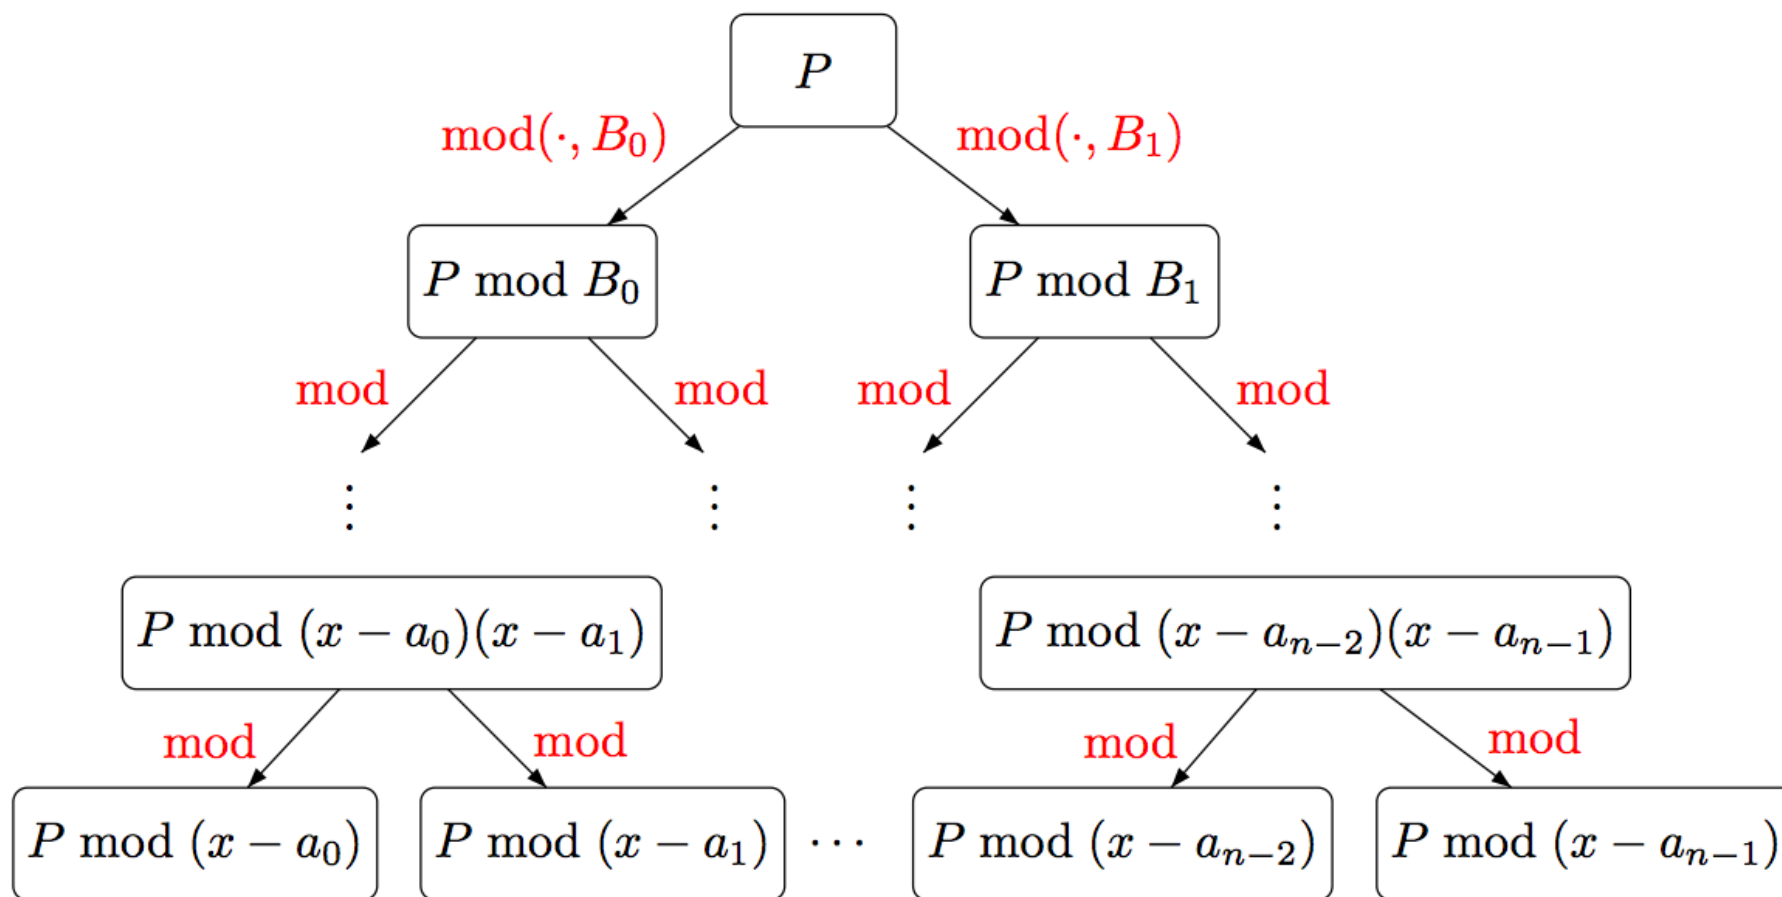 P
mod(·, B₀) mod(·, B₁)
P mod B₀ P mod B₁
mod mod mod mod
⋮ ⋮ ⋮ ⋮
P mod (x − a₀)(x − a₁) P mod (x − aₙ₋₂)(x − aₙ₋₁)
mod mod mod mod
P mod (x − a₀) P mod (x − a₁) ⋯ P mod (x − aₙ₋₂) P mod (x − aₙ₋₁)